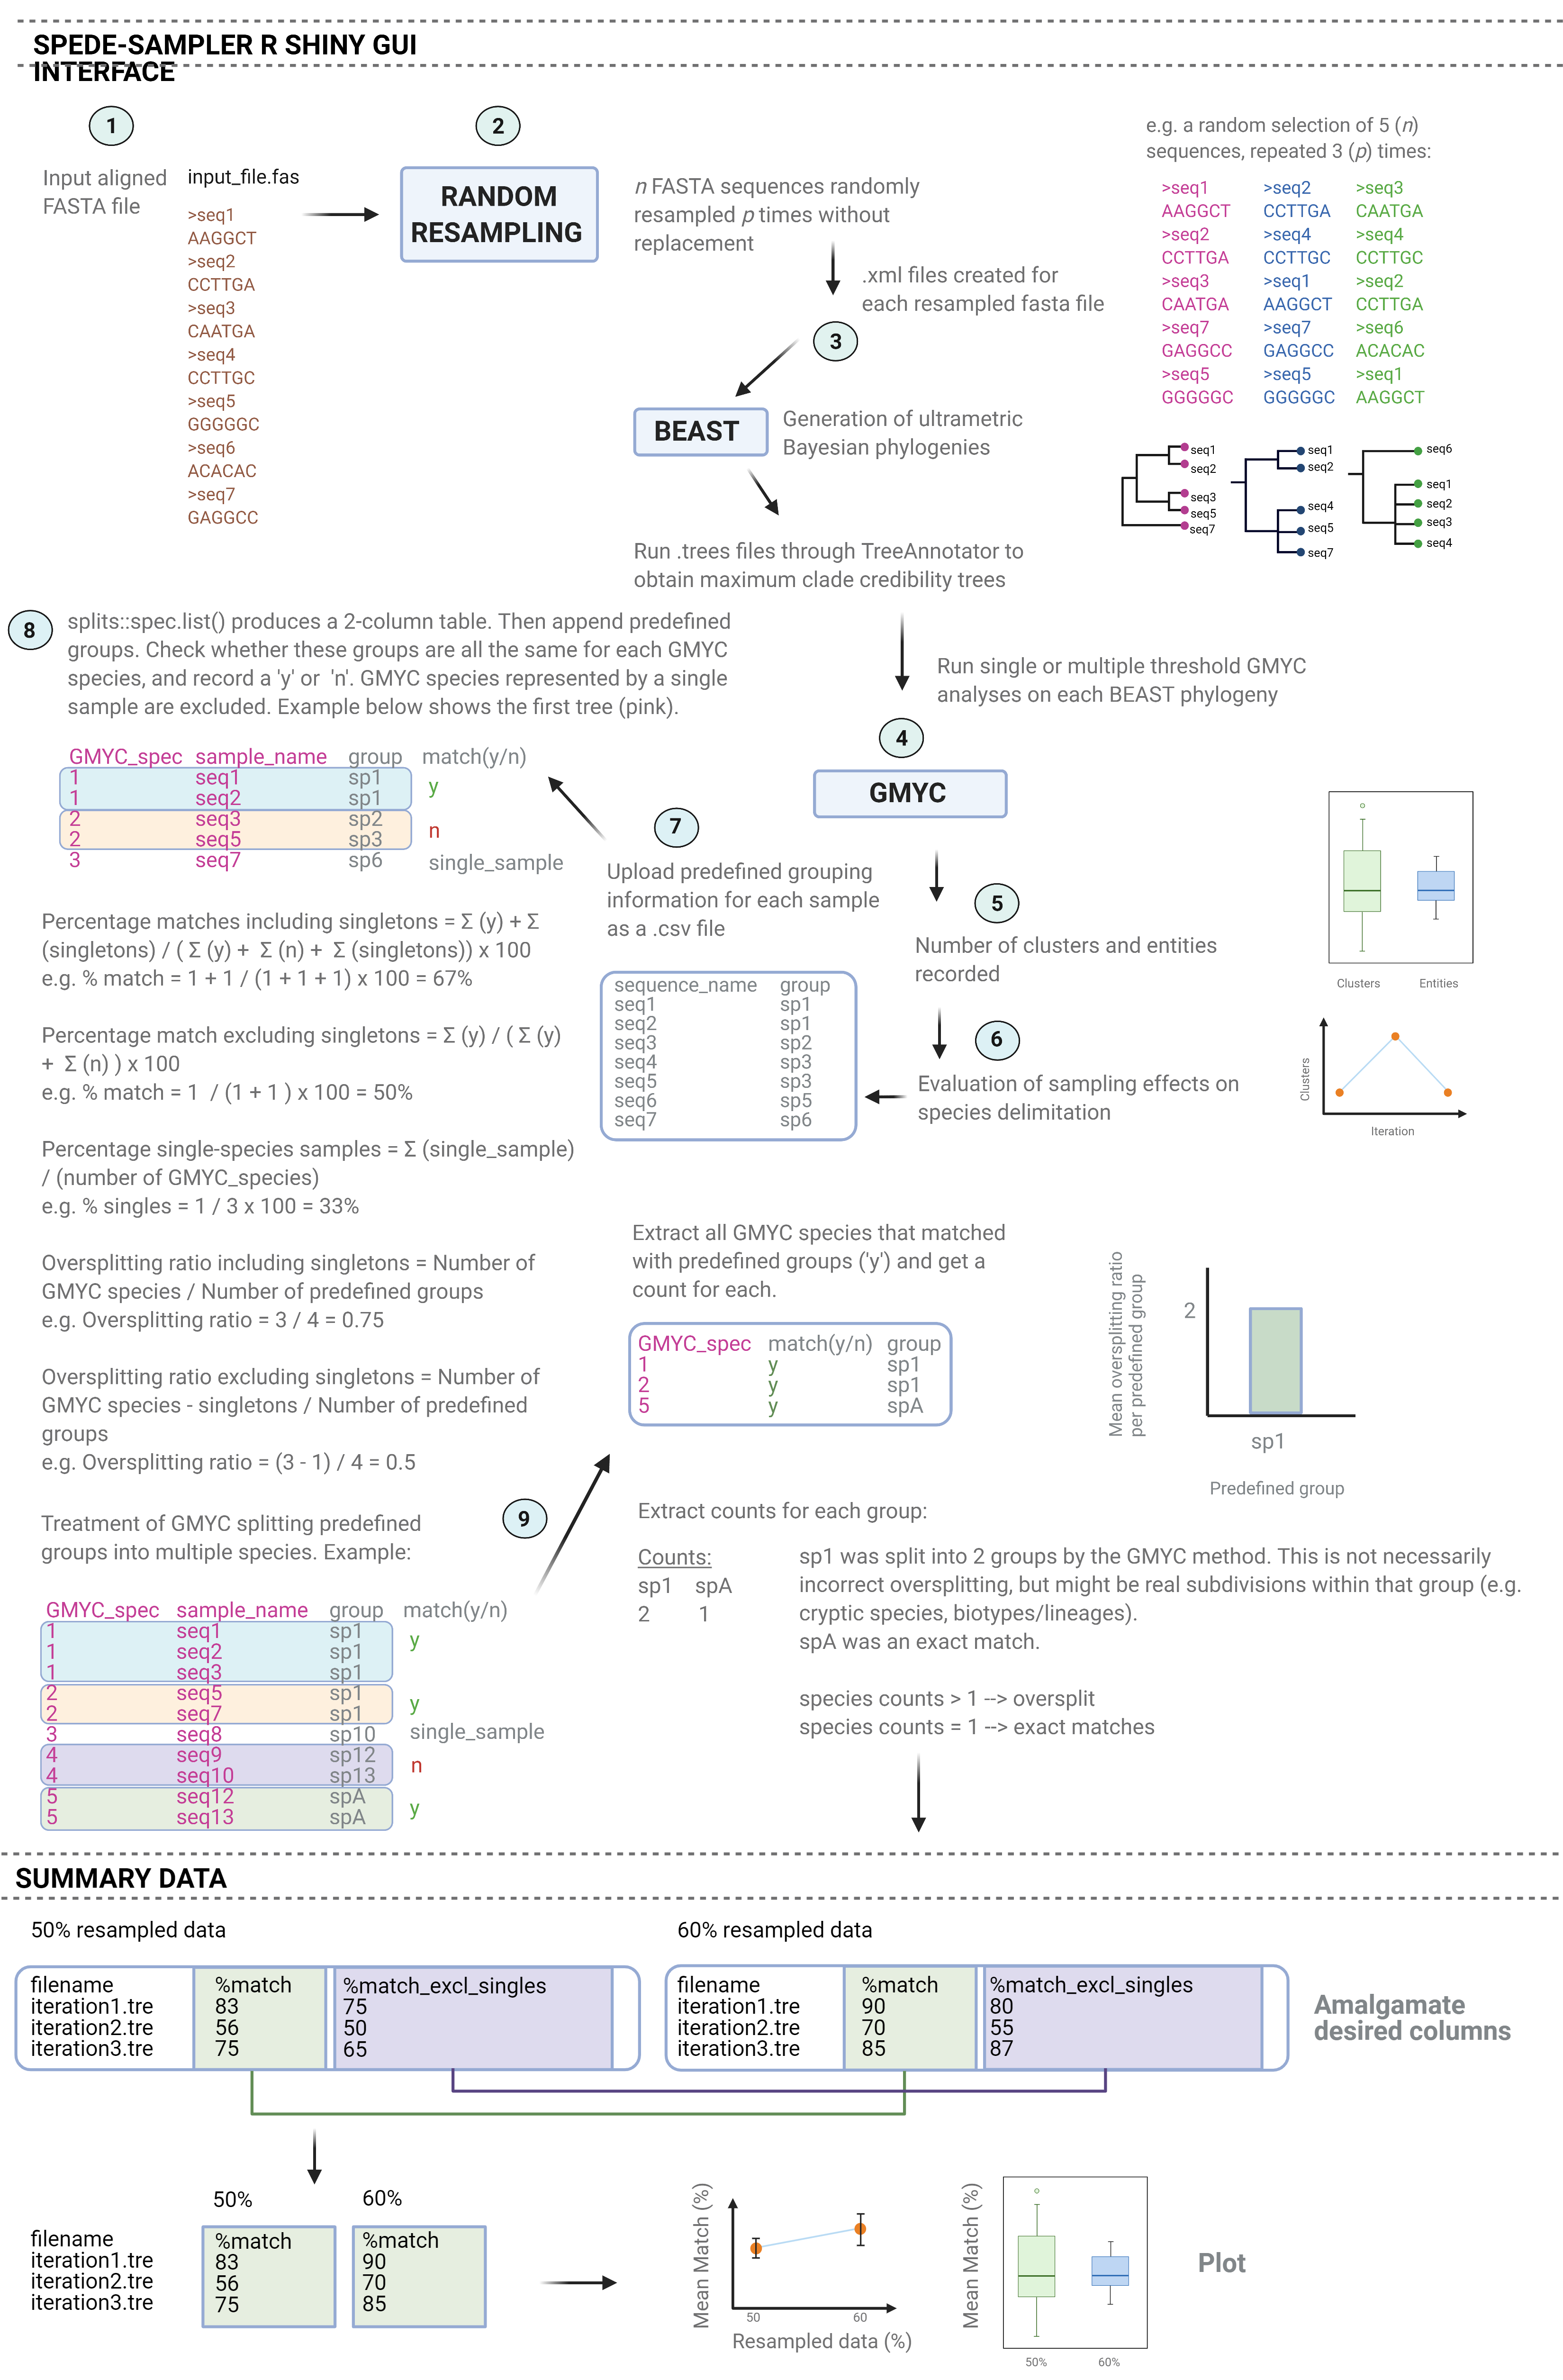 SPEDE-SAMPLER R SHINY GUI
INTERFACE
1
Input aligned
FASTA file
input_file.fas
>seq1
AAGGCT
>seq2
CCTTGA
>seq3
CAATGA
>seq4
CCTTGC
>seq5
GGGGGC
>seq6
ACACAC
>seq7
GAGGCC
2
RANDOM
RESAMPLING
n FASTA sequences randomly
resampled p times without
replacement
.xml files created for
each resampled fasta file
e.g. a random selection of 5 (n)
sequences, repeated 3 (p) times:
>seq1 >seq2 >seq3
AAGGCT CCTTGA CAATGA
>seq2 >seq4 >seq4
CCTTGA CCTTGC CCTTGC
>seq3 >seq1 >seq2
CAATGA AAGGCT CCTTGA
>seq7 >seq7 >seq6
GAGGCC GAGGCC ACACAC
>seq5 >seq5 >seq1
GGGGGC GGGGGC AAGGCT
3
BEAST
Generation of ultrametric
Bayesian phylogenies
seq1
seq2
seq3
seq5
seq7
seq1
seq2
seq4
seq5
seq7
seq6
seq1
seq2
seq3
seq4
Run .trees files through TreeAnnotator to
obtain maximum clade credibility trees
Run single or multiple threshold GMYC
analyses on each BEAST phylogeny
4
GMYC
5
Number of clusters and entities
recorded
Clusters Entities
6
Evaluation of sampling effects on
species delimitation
Clusters
Iteration
7
Upload predefined grouping
information for each sample
as a .csv file
sequence_name group
seq1 sp1
seq2 sp1
seq3 sp2
seq4 sp3
seq5 sp3
seq6 sp5
seq7 sp6
8
splits::spec.list() produces a 2-column table. Then append predefined
groups. Check whether these groups are all the same for each GMYC
species, and record a 'y' or 'n'. GMYC species represented by a single
sample are excluded. Example below shows the first tree (pink).
GMYC_spec sample_name group match(y/n)
1 seq1 sp1
y
1 seq2 sp1
2 seq3 sp2
n
2 seq5 sp3
3 seq7 sp6 single_sample
Percentage matches including singletons = Σ (y) + Σ
(singletons) / ( Σ (y) + Σ (n) + Σ (singletons)) x 100
e.g. % match = 1 + 1 / (1 + 1 + 1) x 100 = 67%
Percentage match excluding singletons = Σ (y) / ( Σ (y)
+ Σ (n) ) x 100
e.g. % match = 1 / (1 + 1 ) x 100 = 50%
Percentage single-species samples = Σ (single_sample)
/ (number of GMYC_species)
e.g. % singles = 1 / 3 x 100 = 33%
Oversplitting ratio including singletons = Number of
GMYC species / Number of predefined groups
e.g. Oversplitting ratio = 3 / 4 = 0.75
Oversplitting ratio excluding singletons = Number of
GMYC species - singletons / Number of predefined
groups
e.g. Oversplitting ratio = (3 - 1) / 4 = 0.5
9
Treatment of GMYC splitting predefined
groups into multiple species. Example:
GMYC_spec sample_name group match(y/n)
1 seq1 sp1
y
1 seq2 sp1
1 seq3 sp1
2 seq5 sp1
y
2 seq7 sp1
3 seq8 sp10 single_sample
4 seq9 sp12
n
4 seq10 sp13
5 seq12 spA
y
5 seq13 spA
Extract all GMYC species that matched
with predefined groups ('y') and get a
count for each.
GMYC_spec match(y/n) group
1 y sp1
2 y sp1
5 y spA
Mean oversplitting ratio
per predefined group
2
sp1
Predefined group
Extract counts for each group:
Counts:
sp1 spA
2 1
sp1 was split into 2 groups by the GMYC method. This is not necessarily
incorrect oversplitting, but might be real subdivisions within that group (e.g.
cryptic species, biotypes/lineages).
spA was an exact match.
species counts > 1 --> oversplit
species counts = 1 --> exact matches
SUMMARY DATA
50% resampled data
filename %match %match_excl_singles
iteration1.tre 83 75
iteration2.tre 56 50
iteration3.tre 75 65
60% resampled data
filename %match %match_excl_singles
iteration1.tre 90 80
iteration2.tre 70 55
iteration3.tre 85 87
Amalgamate
desired columns
50% 60%
filename %match %match
iteration1.tre 83 90
iteration2.tre 56 70
iteration3.tre 75 85
Mean Match (%)
50 60
Resampled data (%)
Mean Match (%)
50% 60%
Plot